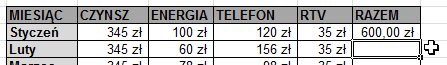 MIESIĄC CZYNSZ ENERGIA TELEFON RTV RAZEM
Styczeń 345 zł 100 zł 120 zł 35 zł 600,00 zł
Luty 345 zł 60 zł 156 zł 35 zł